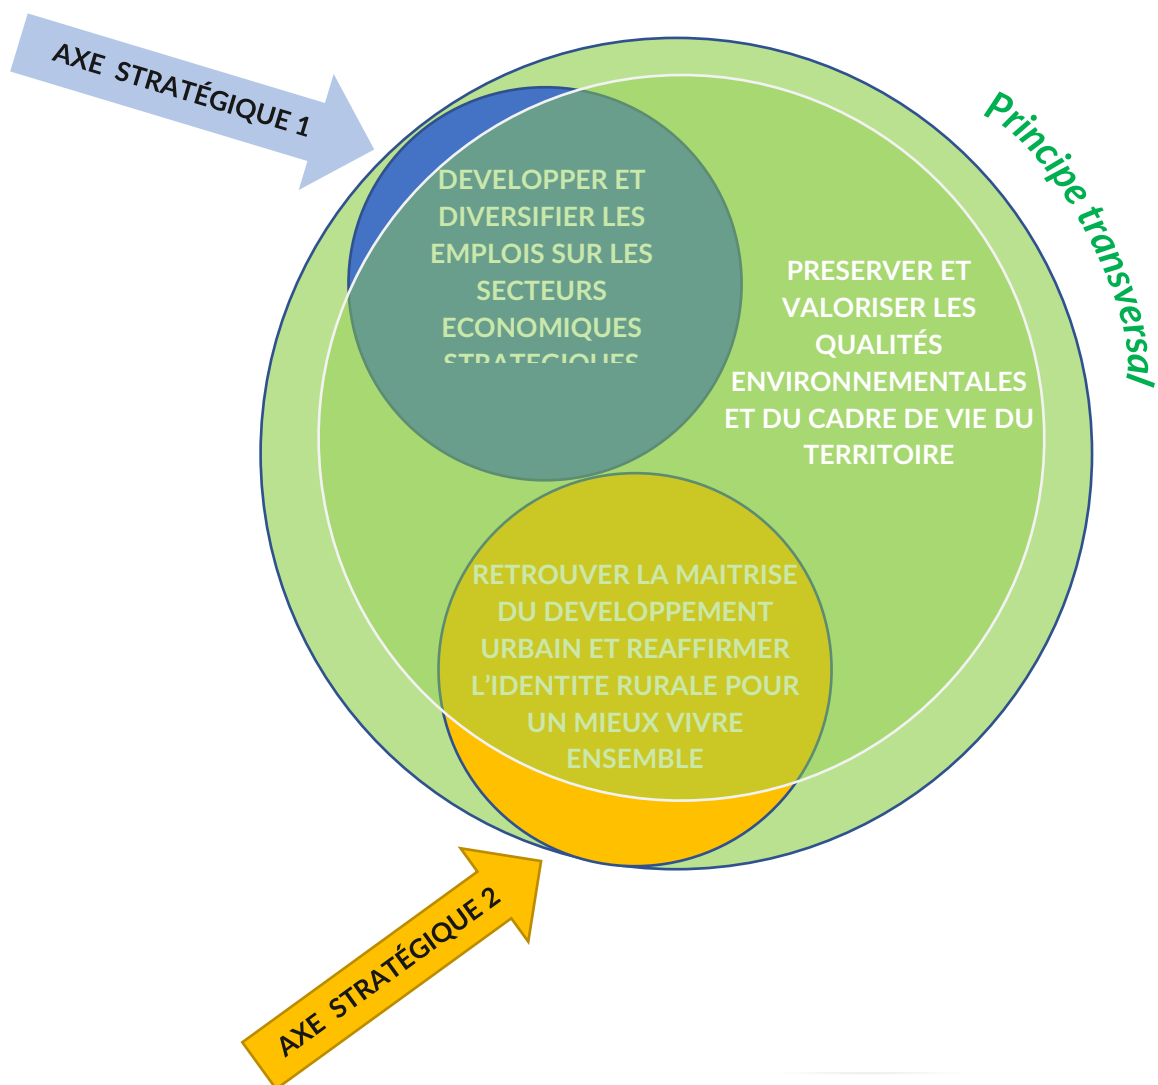 AXE STRATÉGIQUE 1
DEVELOPPER ET
DIVERSIFIER LES
EMPLOIS SUR LES
SECTEURS
ECONOMIQUES
STRATEGIQUES
Principe transversal
PRESERVER ET
VALORISER LES
QUALITÉS
ENVIRONNEMENTALES
ET DU CADRE DE VIE DU
TERRITOIRE
RETROUVER LA MAITRISE
DU DEVELOPPEMENT
URBAIN ET REAFFIRMER
L’IDENTITE RURALE POUR
UN MIEUX VIVRE
ENSEMBLE
AXE STRATÉGIQUE 2